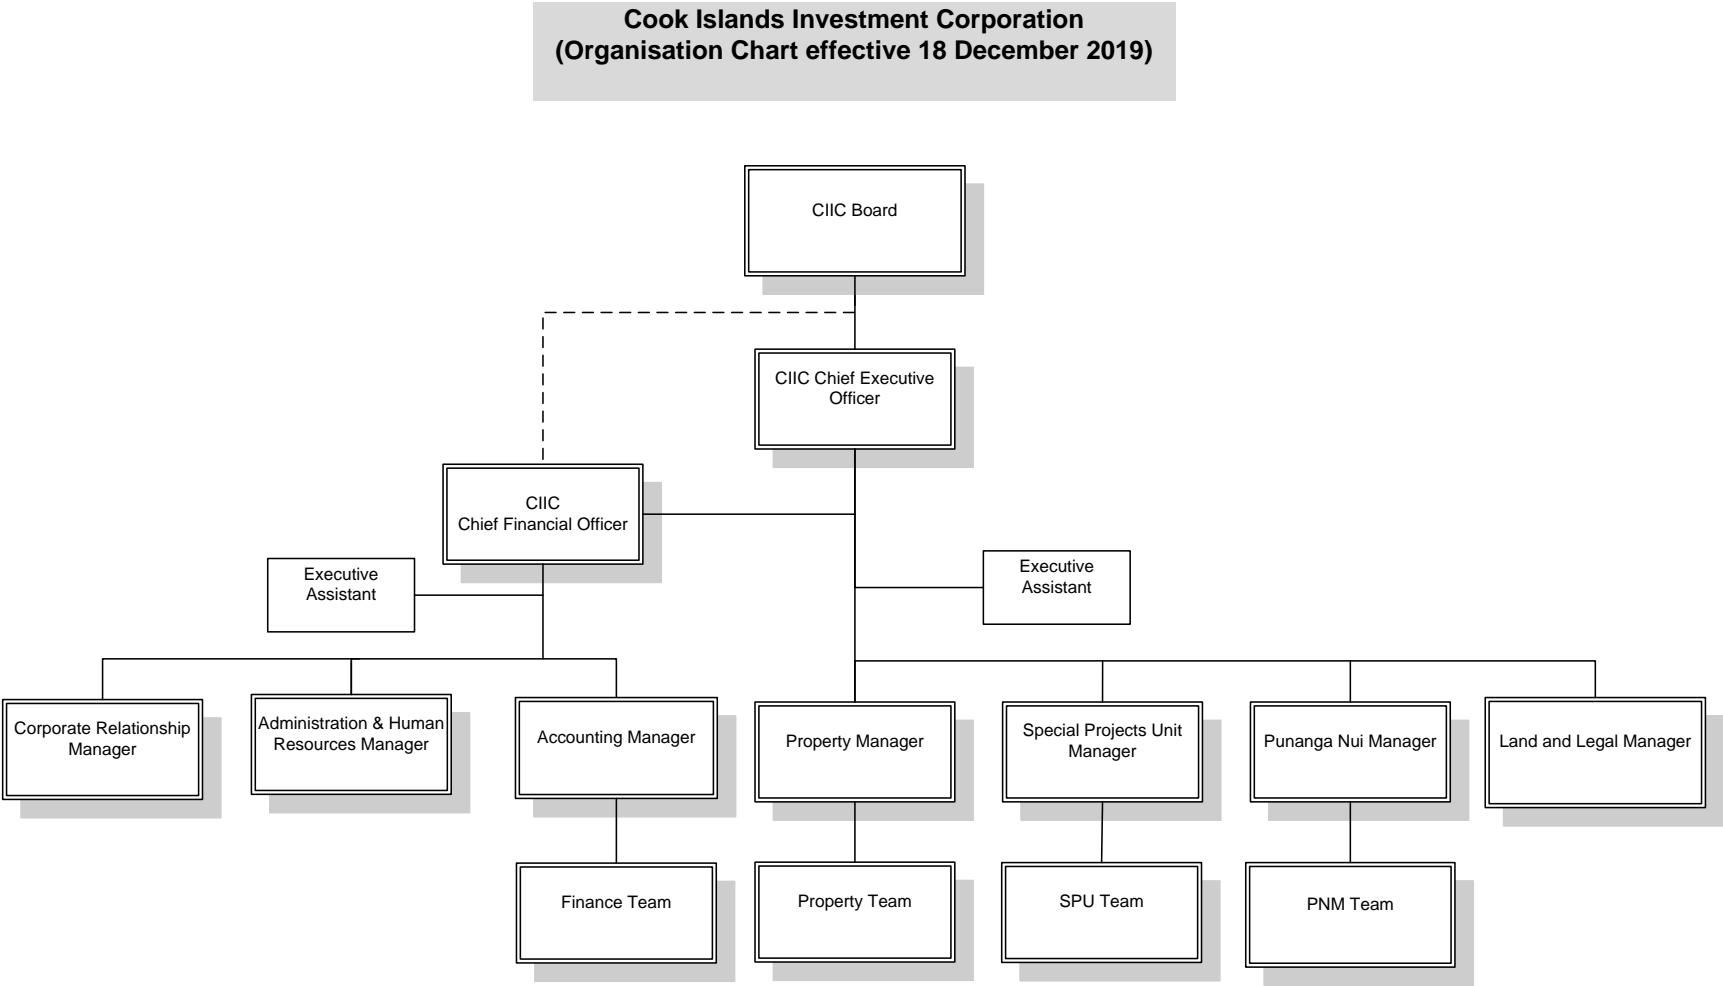 Cook Islands Investment Corporation
(Organisation Chart effective 18 December 2019)
CIIC Board
CIIC Chief Executive
Officer
CIIC
Chief Financial Officer
Executive
Assistant
Executive
Assistant
Corporate Relationship
Manager
Administration & Human
Resources Manager
Accounting Manager
Property Manager
Special Projects Unit
Manager
Punanga Nui Manager
Land and Legal Manager
Finance Team
Property Team
SPU Team
PNM Team